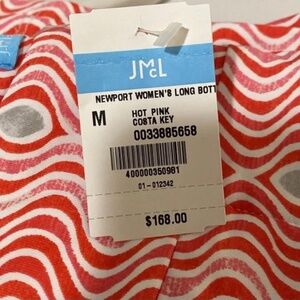 JMcL
NEWPORT WOMEN'S LONG BOTT
M
HOT PINK
COSTA KEY
0033885658
400000350981
01-012342
$168.00